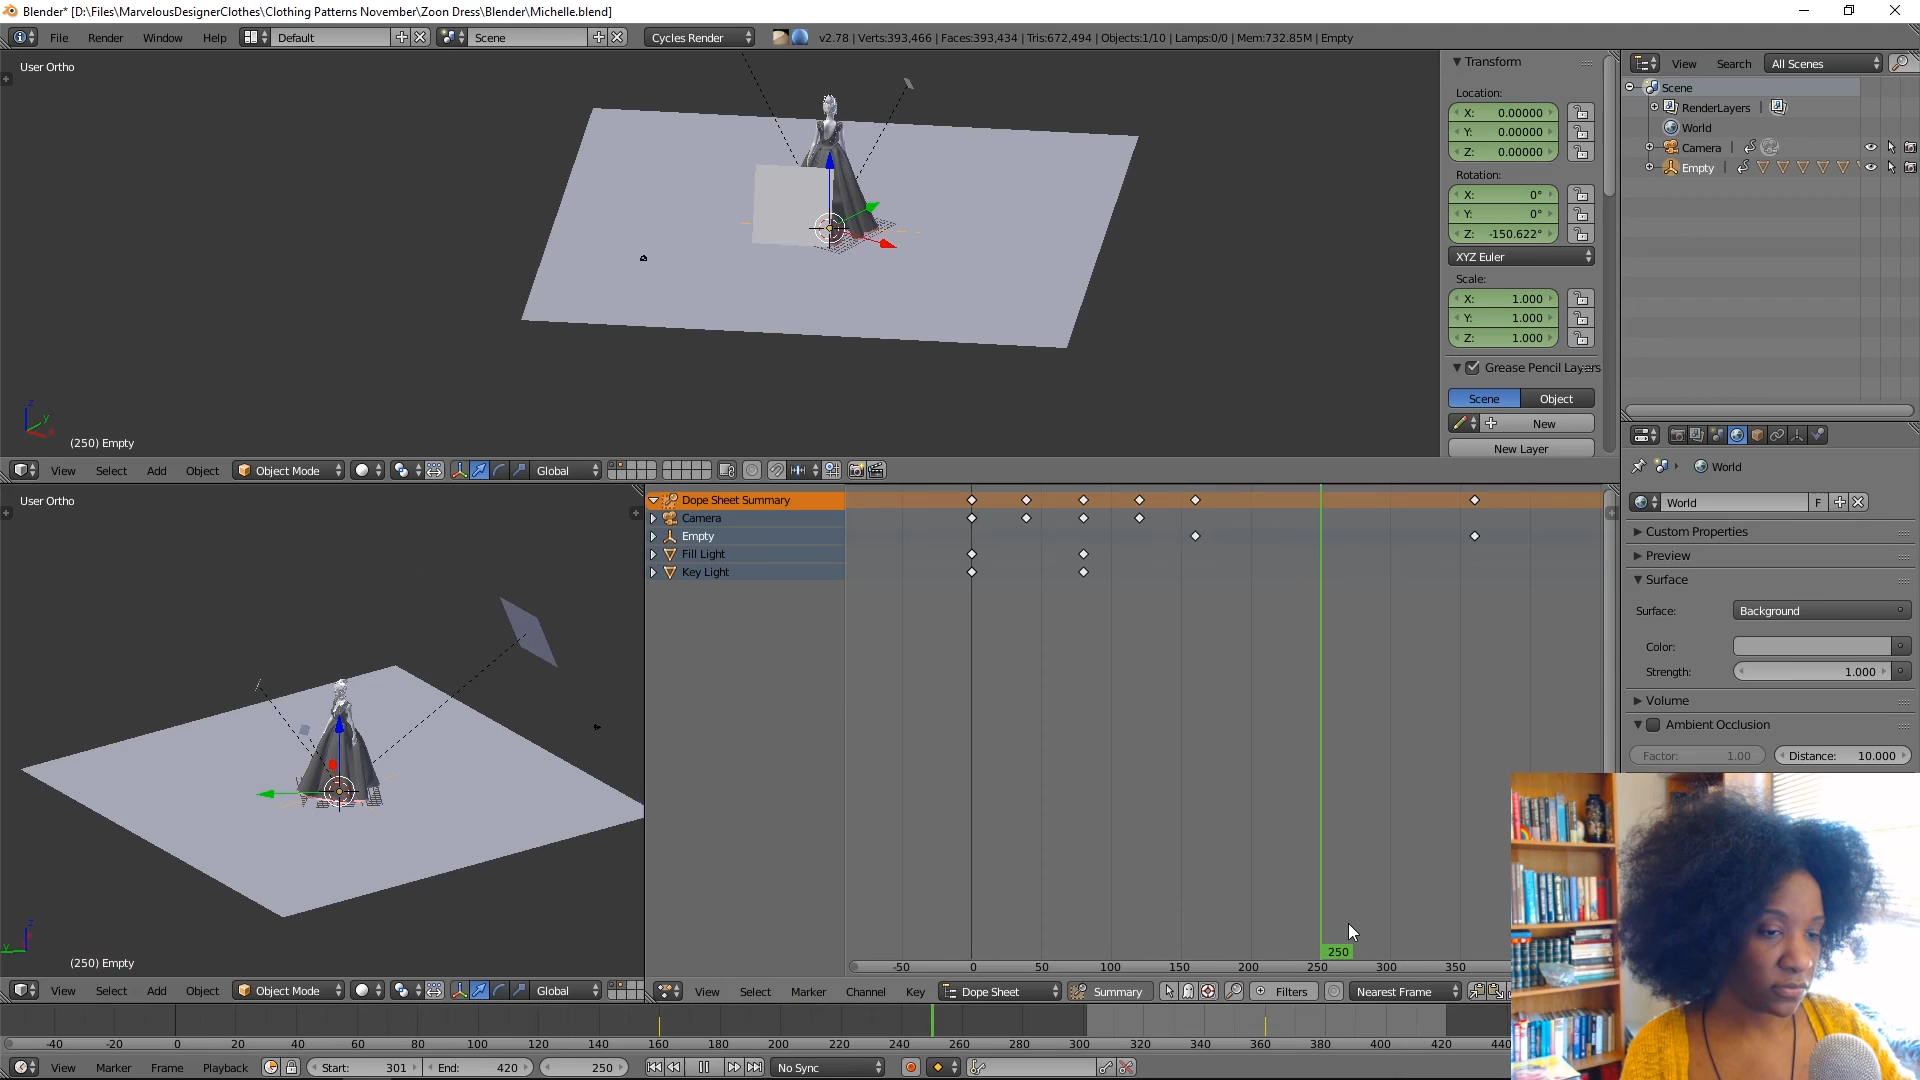 Blender* [D:\Files\MarvelousDesignerClothes\Clothing Patterns November\Zoon Dress\Blender\Michelle.blend]
File Render Window Help Default Scene Cycles Render v2.78 | Verts:393,466 | Faces:393,434 | Tris:672,494 | Objects:1/10 | Lamps:0/0 | Mem:732.85M | Empty
User Ortho
(250) Empty
View Select Add Object Object Mode Global
Transform
Location:
X: 0.00000
Y: 0.00000
Z: 0.00000
Rotation:
X: 0°
Y: 0°
Z: -150.622°
XYZ Euler
Scale:
X: 1.000
Y: 1.000
Z: 1.000
Grease Pencil Layers
Scene Object
New
New Layer
View Search All Scenes
Scene
RenderLayers
World
Camera
Empty
World
World F
Custom Properties
Preview
Surface
Surface: Background
Color:
Strength: 1.000
Volume
Ambient Occlusion
Factor: 1.00 Distance: 10.000
User Ortho
(250) Empty
View Select Add Object Object Mode Global
Dope Sheet Summary
Camera
Empty
Fill Light
Key Light
250
-50 0 50 100 150 200 250 300 350
View Select Marker Channel Key Dope Sheet Summary Filters Nearest Frame
-40 -20 0 20 40 60 80 100 120 140 160 180 200 220 240 260 280 300 320 340 360 380 400 420 440
View Marker Frame Playback Start: 301 End: 420 250 No Sync